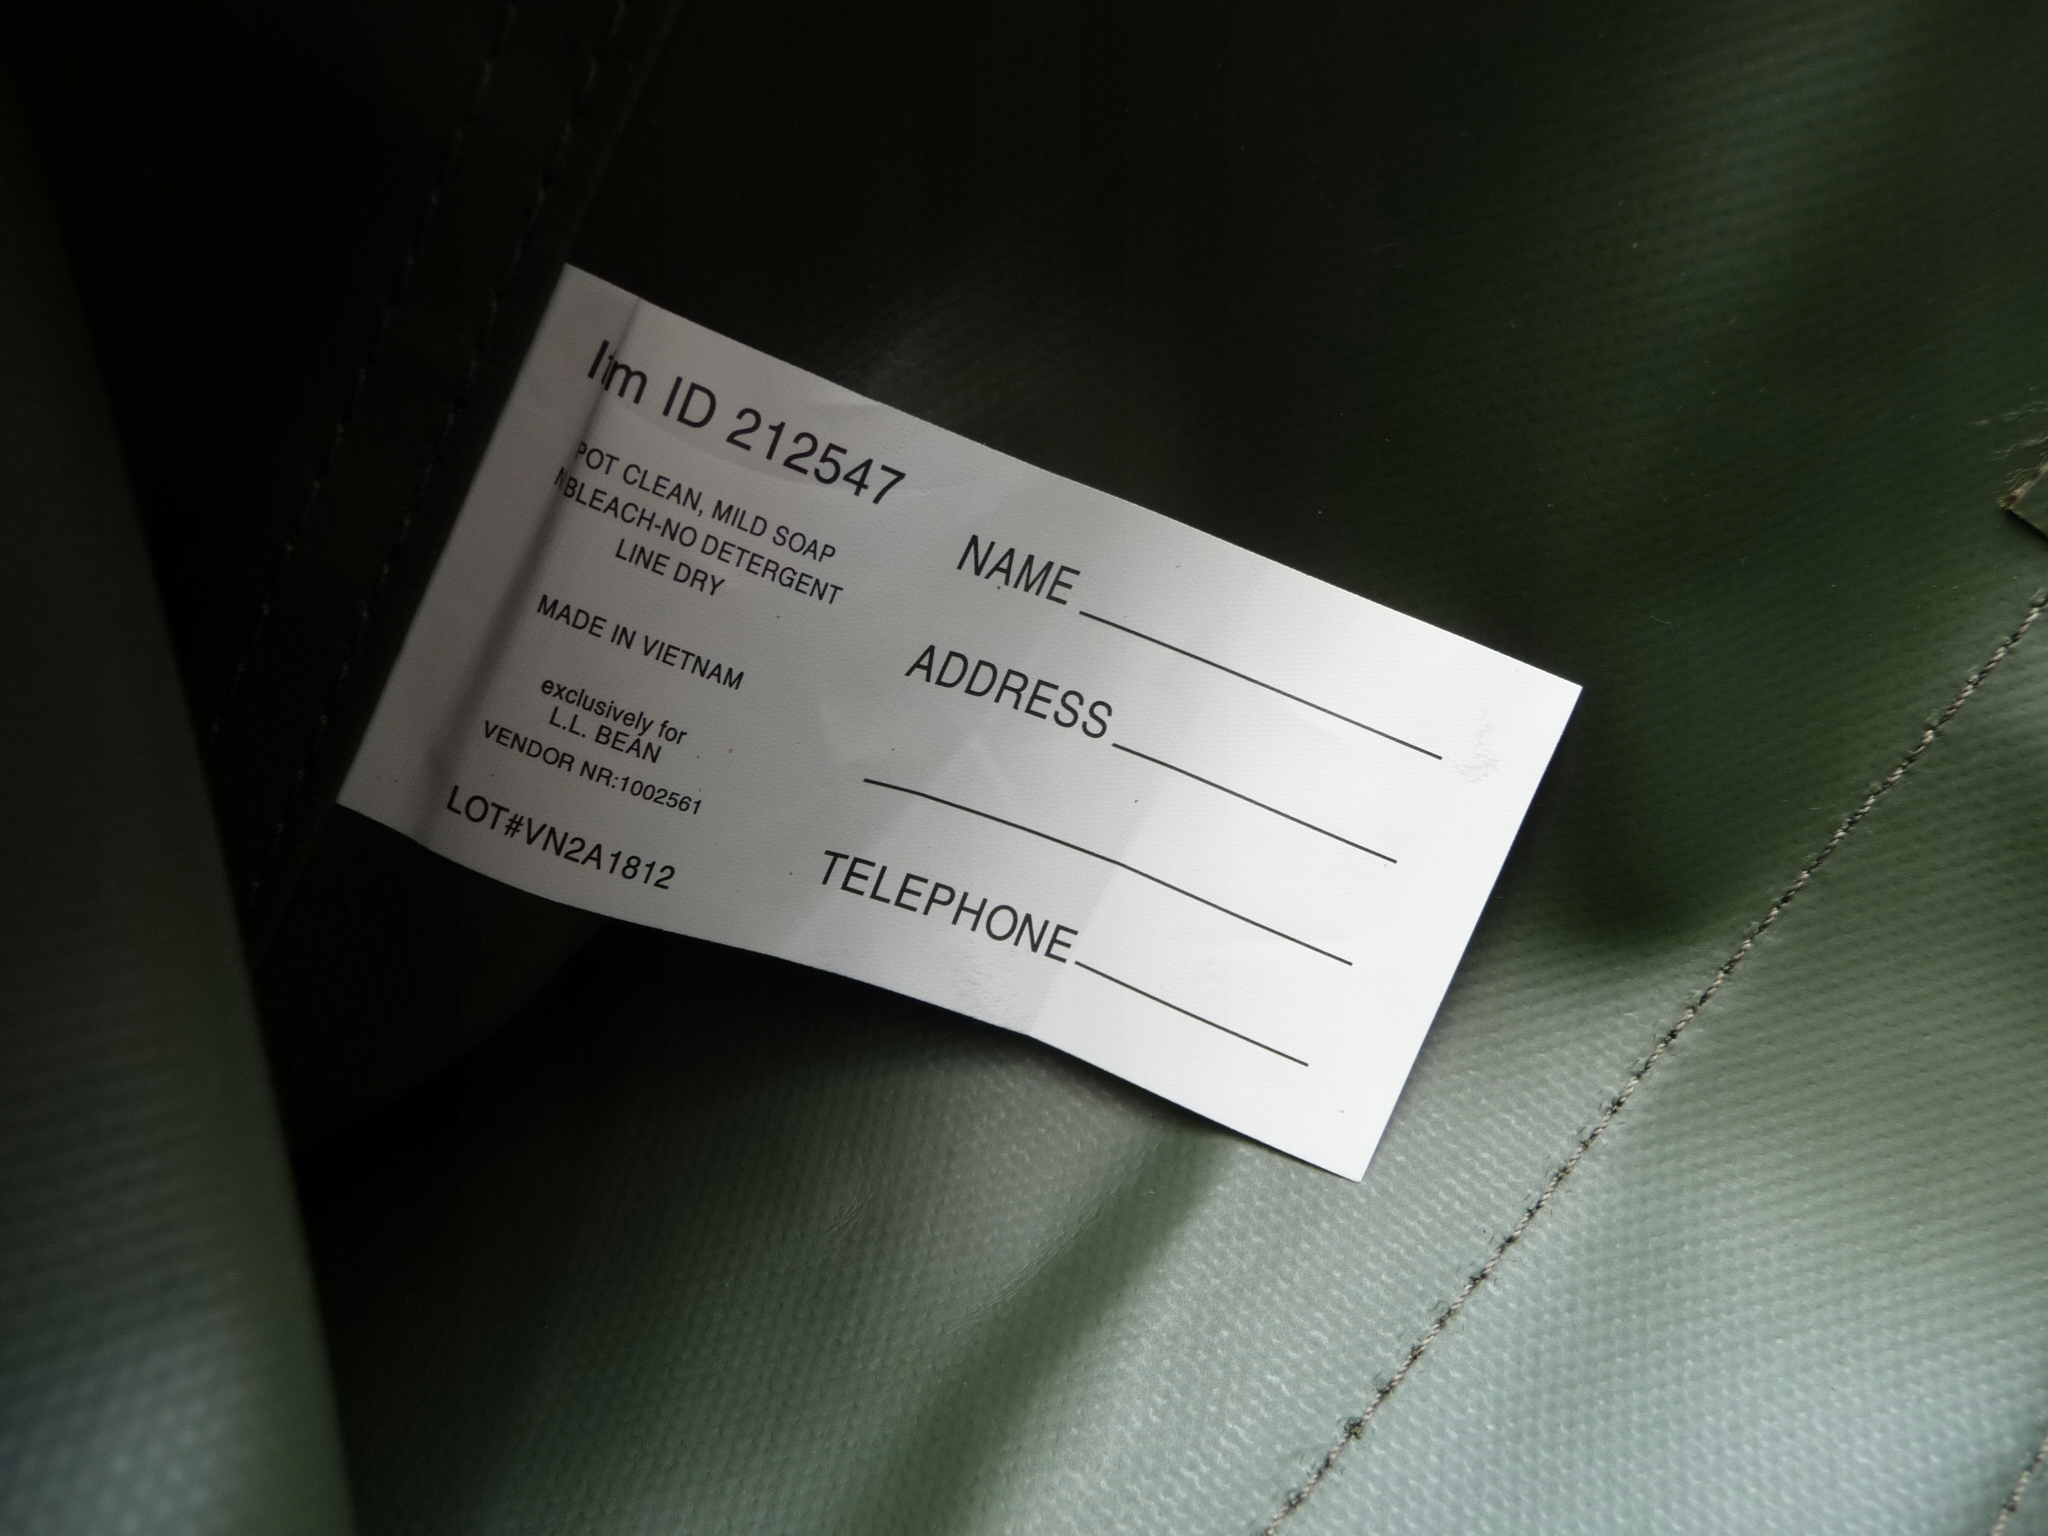 Itm ID 212547
POT CLEAN, MILD SOAP
BLEACH-NO DETERGENT
LINE DRY
MADE IN VIETNAM
exclusively for
L.L. BEAN
VENDOR NR:1002561
LOT#VN2A1812
NAME
ADDRESS
TELEPHONE